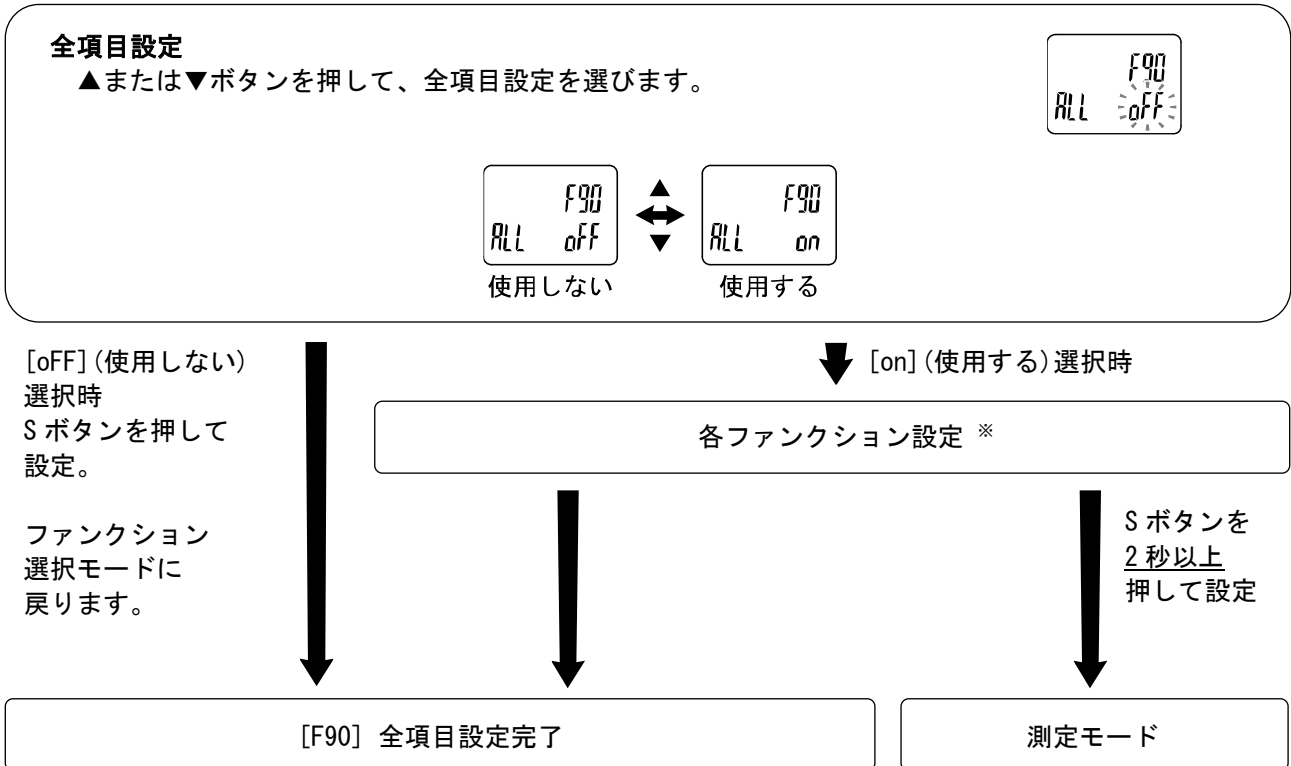 全項目設定
▲または▼ボタンを押して、全項目設定を選びます。
F90
ALL oFF
F90
ALL oFF
▲
▼
F90
ALL on
使用しない
使用する
[oFF](使用しない)
選択時
Sボタンを押して
設定。
ファンクション
選択モードに
戻ります。
[on](使用する)選択時
各ファンクション設定 ※
Sボタンを
2秒以上
押して設定
[F90] 全項目設定完了
測定モード